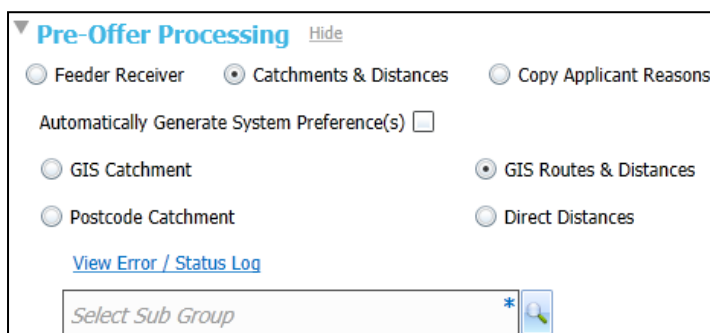 Pre-Offer Processing Hide
Feeder Receiver Catchments & Distances Copy Applicant Reasons
Automatically Generate System Preference(s)
GIS Catchment GIS Routes & Distances
Postcode Catchment Direct Distances
View Error / Status Log
Select Sub Group *